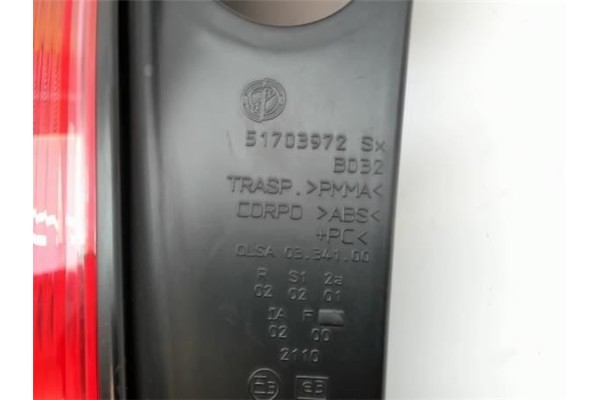 51703972 Sx
B032
TRASP. >PMMA<
CORPO >ABS<
+PC<
OLSA 03.341.00
R S1 2a
02 02 01
IA F
02 00
2110
E3